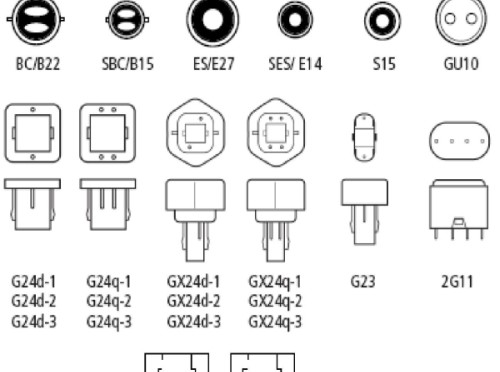 BC/B22 SBC/B15 ES/E27 SES/ E14 S15 GU10
G24d-1 G24q-1 GX24d-1 GX24q-1 G23 2G11
G24d-2 G24q-2 GX24d-2 GX24q-2
G24d-3 G24q-3 GX24d-3 GX24q-3